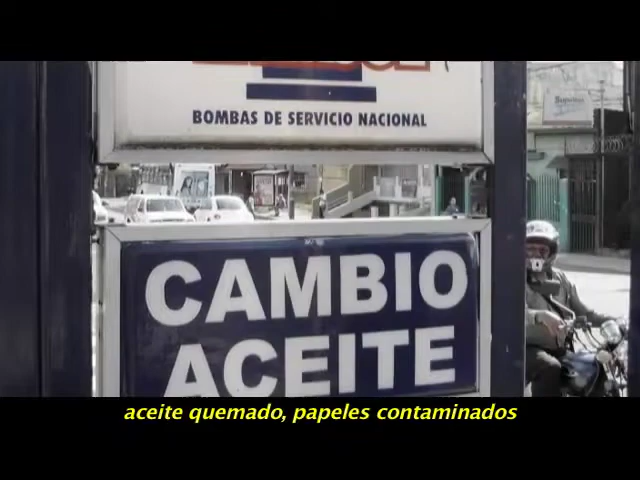 BOMBAS DE SERVICIO NACIONAL
CAMBIO
ACEITE
aceite quemado, papeles contaminados